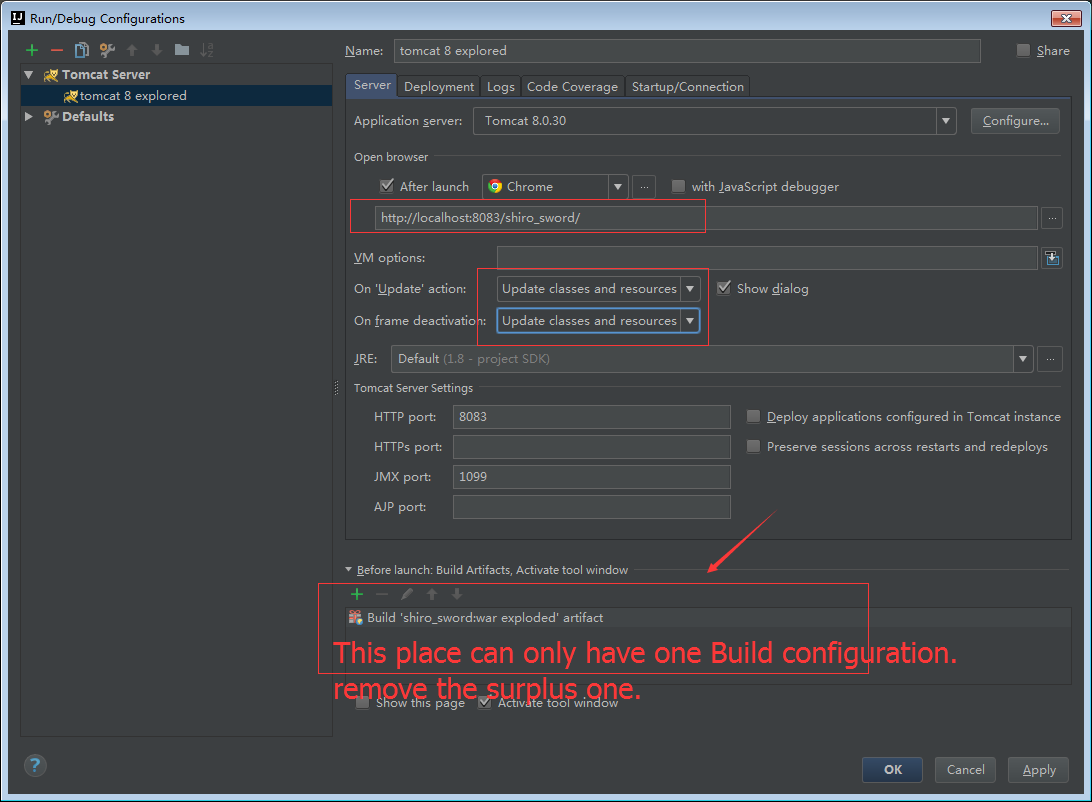 Run/Debug Configurations
Name: tomcat 8 explored Share
Tomcat Server
tomcat 8 explored
Defaults
Server Deployment Logs Code Coverage Startup/Connection
Application server: Tomcat 8.0.30 Configure...
Open browser
After launch Chrome ... with JavaScript debugger
http://localhost:8083/shiro_sword/ ...
VM options:
On 'Update' action: Update classes and resources Show dialog
On frame deactivation: Update classes and resources
JRE: Default (1.8 - project SDK) ...
Tomcat Server Settings
HTTP port: 8083 Deploy applications configured in Tomcat instance
HTTPs port: Preserve sessions across restarts and redeploys
JMX port: 1099
AJP port:
Before launch: Build Artifacts, Activate tool window
Build 'shiro_sword:war exploded' artifact
This place can only have one Build configuration.
remove the surplus one.
Show this page Activate tool window
? OK Cancel Apply